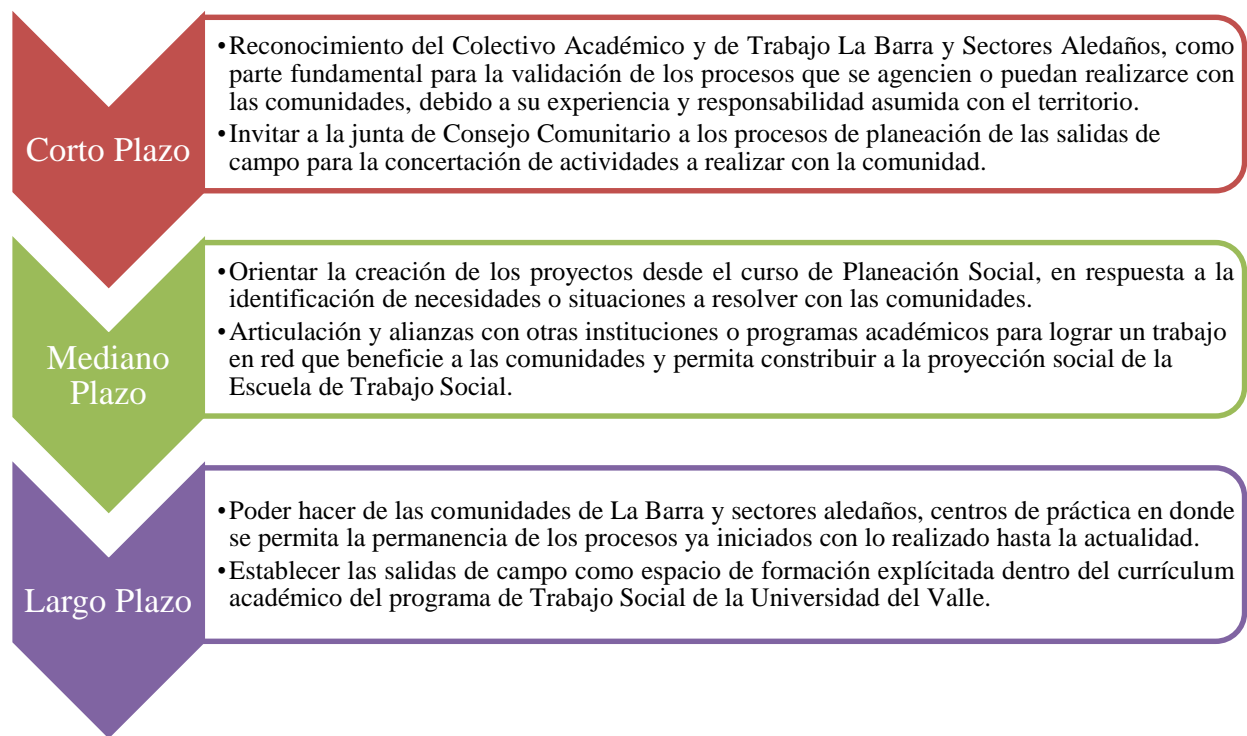 Corto Plazo
•Reconocimiento del Colectivo Académico y de Trabajo La Barra y Sectores Aledaños, como
parte fundamental para la validación de los procesos que se agencien o puedan realizarce con
las comunidades, debido a su experiencia y responsabilidad asumida con el territorio.
•Invitar a la junta de Consejo Comunitario a los procesos de planeación de las salidas de
campo para la concertación de actividades a realizar con la comunidad.
Mediano
Plazo
•Orientar la creación de los proyectos desde el curso de Planeación Social, en respuesta a la
identificación de necesidades o situaciones a resolver con las comunidades.
•Articulación y alianzas con otras instituciones o programas académicos para lograr un trabajo
en red que beneficie a las comunidades y permita constribuir a la proyección social de la
Escuela de Trabajo Social.
Largo Plazo
•Poder hacer de las comunidades de La Barra y sectores aledaños, centros de práctica en donde
se permita la permanencia de los procesos ya iniciados con lo realizado hasta la actualidad.
•Establecer las salidas de campo como espacio de formación explícitada dentro del currículum
académico del programa de Trabajo Social de la Universidad del Valle.